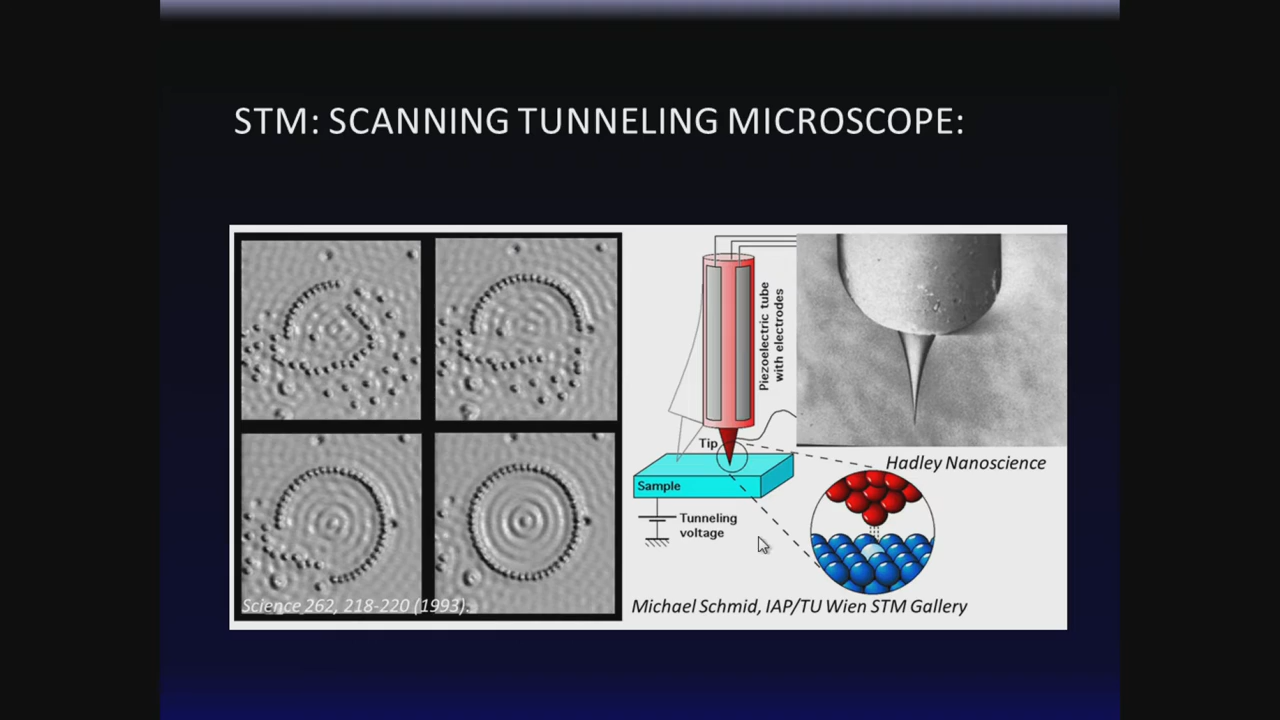 STM: SCANNING TUNNELING MICROSCOPE:
Piezoelectric tube
with electrodes
Tip
Sample
Tunneling
voltage
Hadley Nanoscience
Science 262, 218-220 (1993).
Michael Schmid, IAP/TU Wien STM Gallery